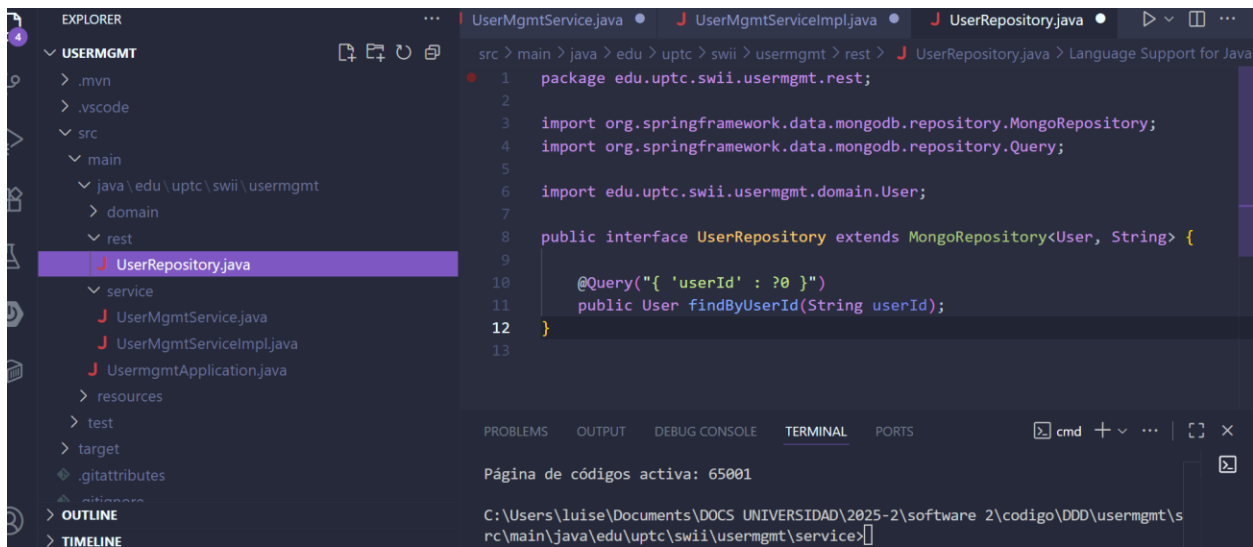 EXPLORER
USERMGMT
.mvn
.vscode
src
main
java\edu\uptc\swii\usermgmt
domain
rest
J UserRepository.java
service
J UserMgmtService.java
J UserMgmtServiceImpl.java
J UsermgmtApplication.java
resources
test
target
.gitattributes
.gitignore
OUTLINE
TIMELINE
4
UserMgmtService.java J UserMgmtServiceImpl.java J UserRepository.java
src > main > java > edu > uptc > swii > usermgmt > rest > J UserRepository.java > Language Support for Java
1 package edu.uptc.swii.usermgmt.rest;
2
3 import org.springframework.data.mongodb.repository.MongoRepository;
4 import org.springframework.data.mongodb.repository.Query;
5
6 import edu.uptc.swii.usermgmt.domain.User;
7
8 public interface UserRepository extends MongoRepository<User, String> {
9
10 @Query("{ 'userId' : ?0 }")
11 public User findByUserId(String userId);
12 }
13
PROBLEMS OUTPUT DEBUG CONSOLE TERMINAL PORTS cmd
Página de códigos activa: 65001
C:\Users\luise\Documents\DOCS UNIVERSIDAD\2025-2\software 2\codigo\DDD\usermgmt\s
rc\main\java\edu\uptc\swii\usermgmt\service>